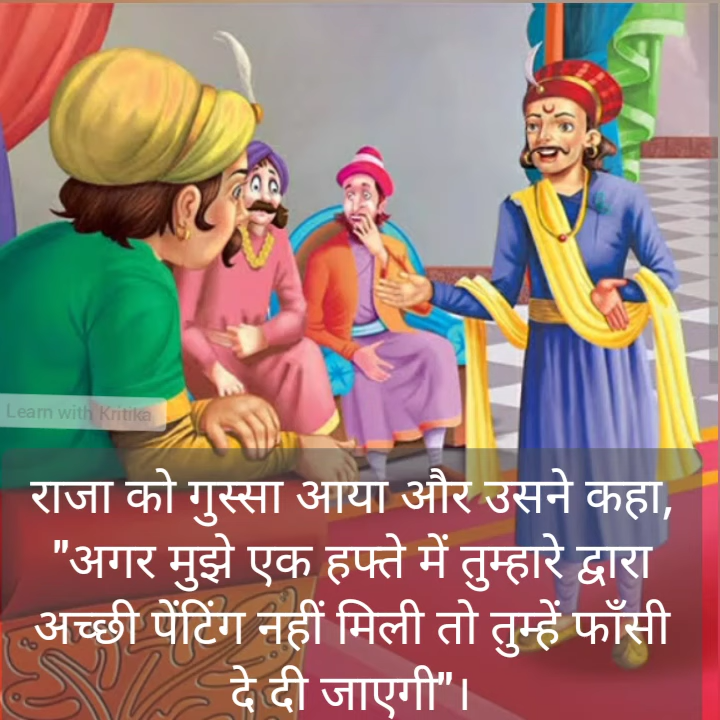 Learn with Kritika
राजा को गुस्सा आया और उसने कहा,
"अगर मुझे एक हफ्ते में तुम्हारे द्वारा
अच्छी पेंटिंग नहीं मिली तो तुम्हें फाँसी
दे दी जाएगी"।